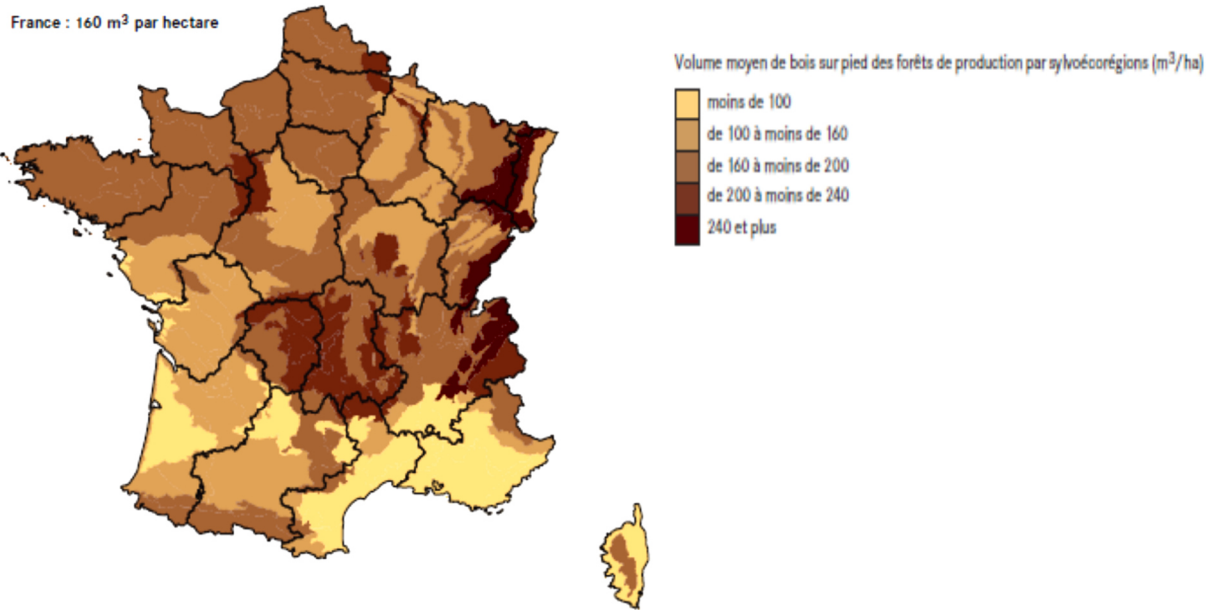 France : 160 m³ par hectare
Volume moyen de bois sur pied des forêts de production par sylvoécorégions (m³/ha)
moins de 100
de 100 à moins de 160
de 160 à moins de 200
de 200 à moins de 240
240 et plus